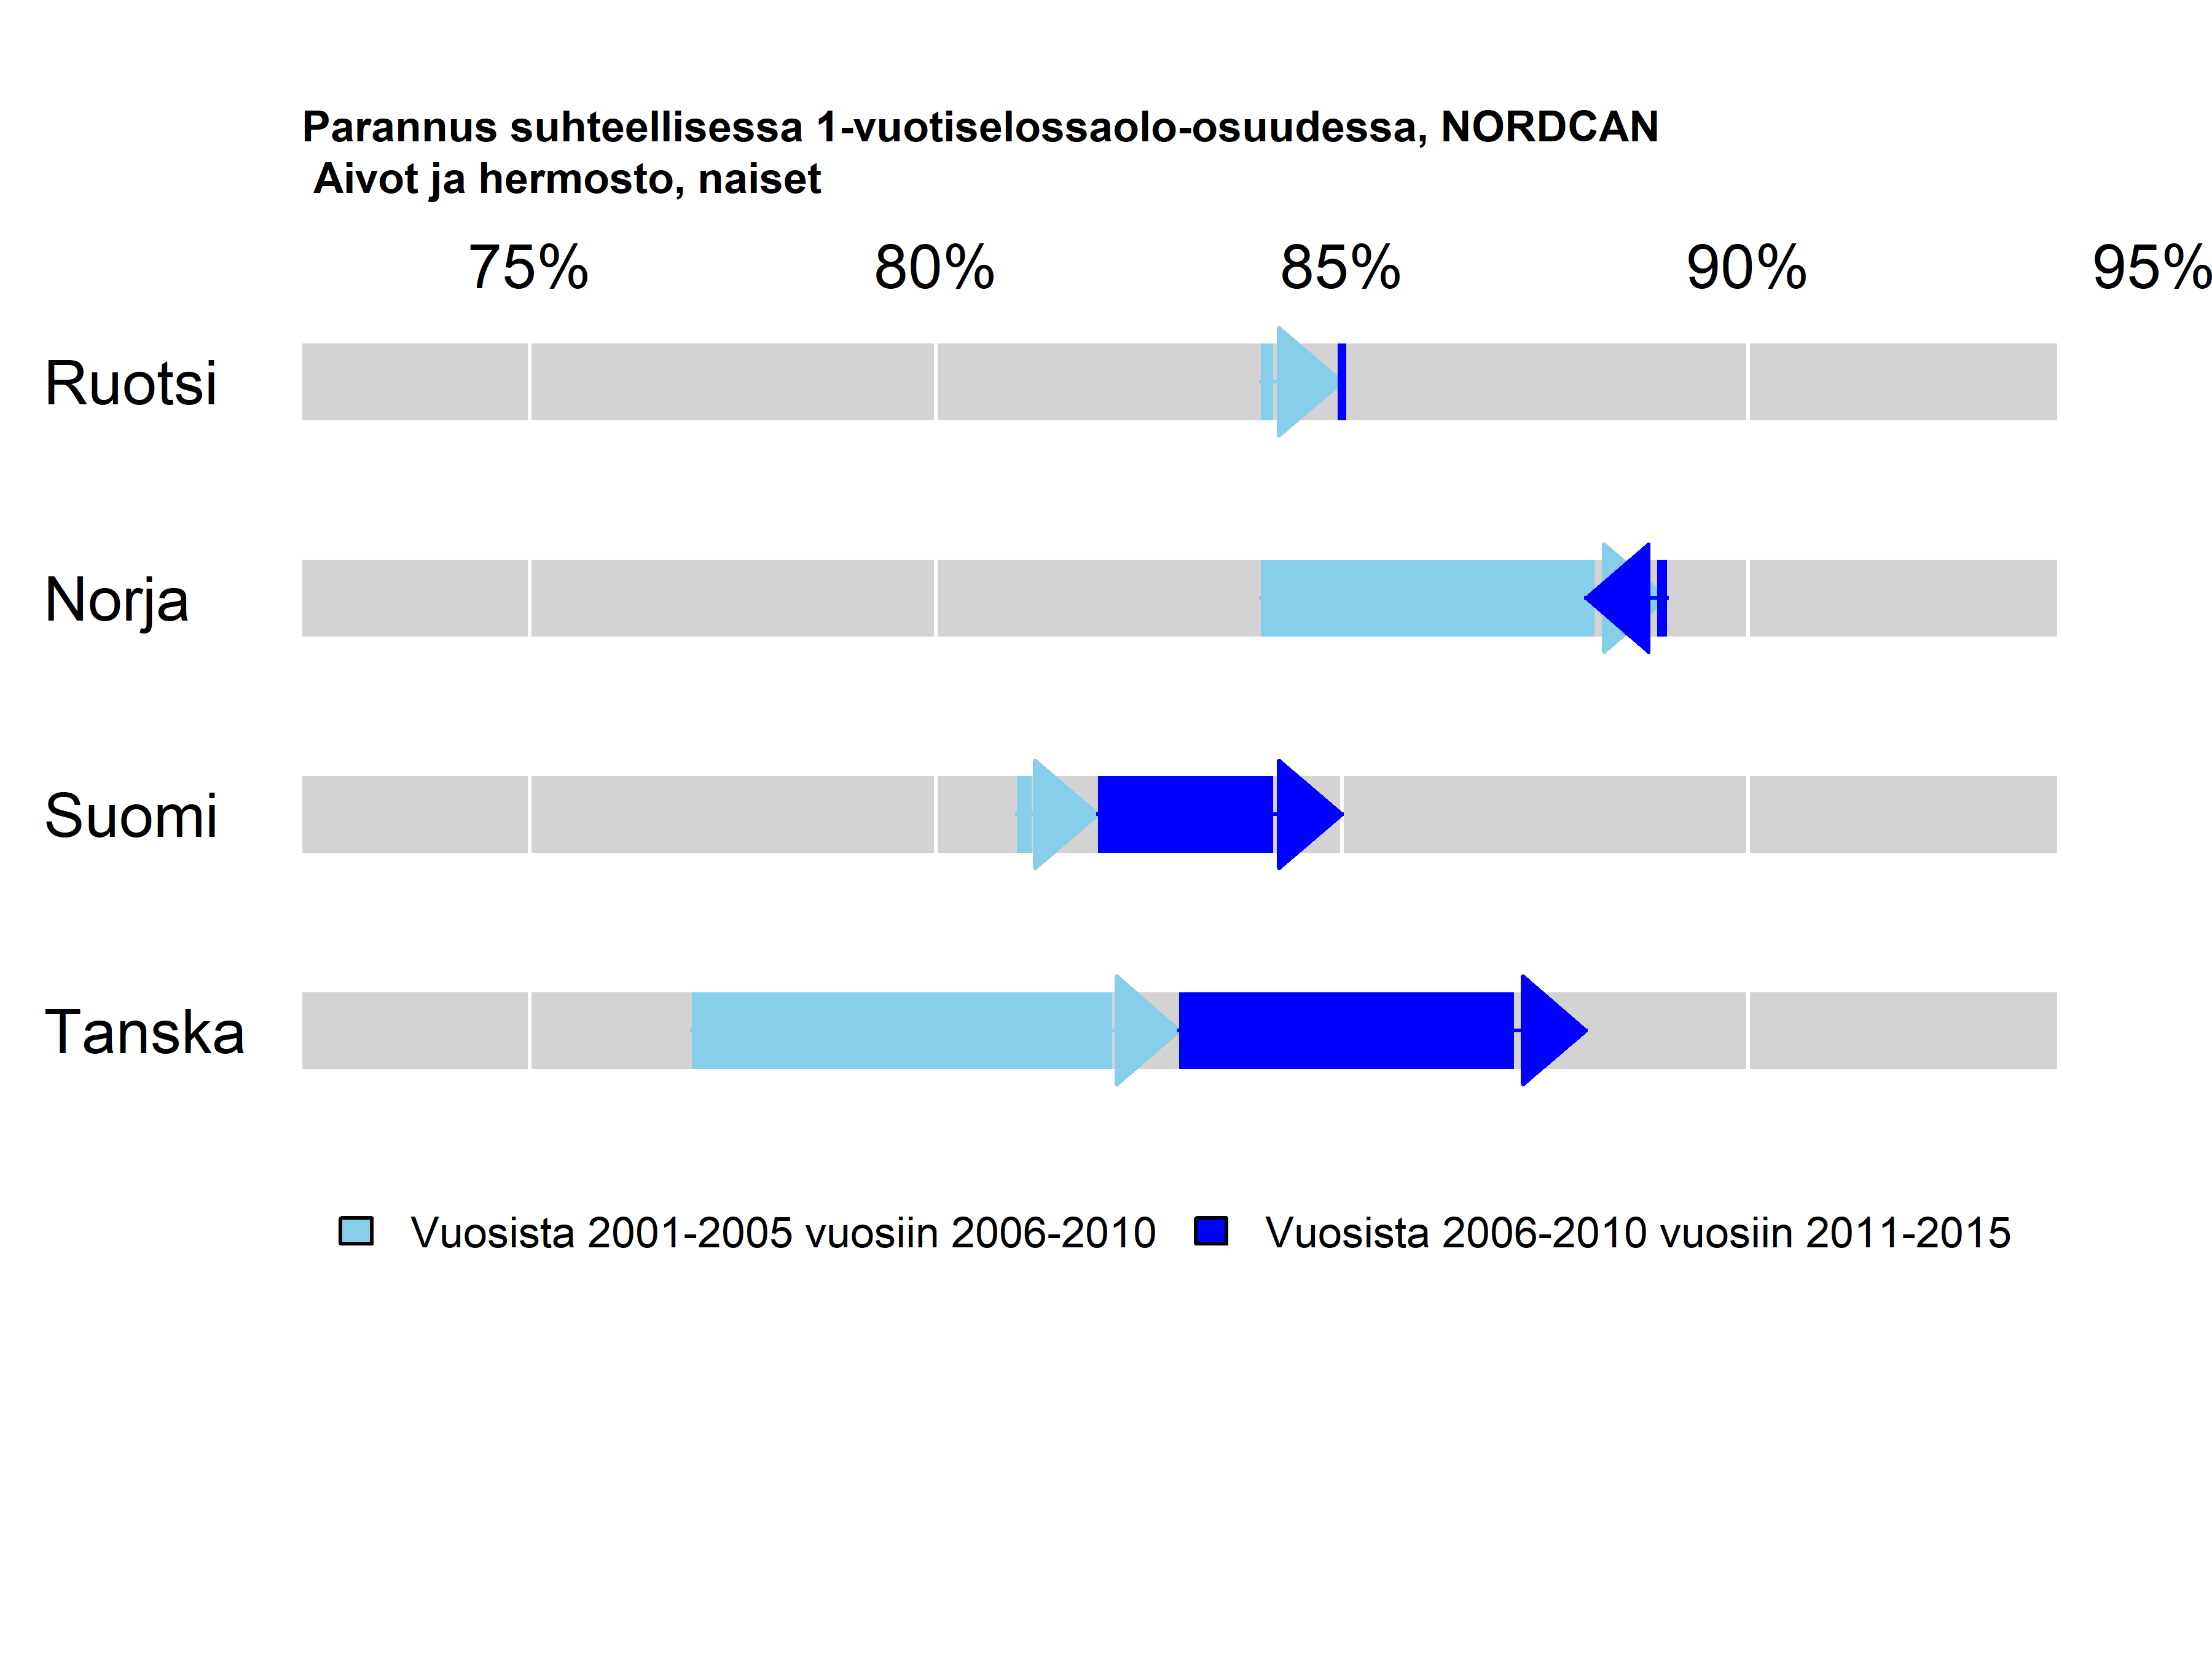 Parannus suhteellisessa 1-vuotiselossaolo-osuudessa, NORDCAN
Aivot ja hermosto, naiset
75% 80% 85% 90% 95%
Ruotsi
Norja
Suomi
Tanska
Vuosista 2001-2005 vuosiin 2006-2010 Vuosista 2006-2010 vuosiin 2011-2015